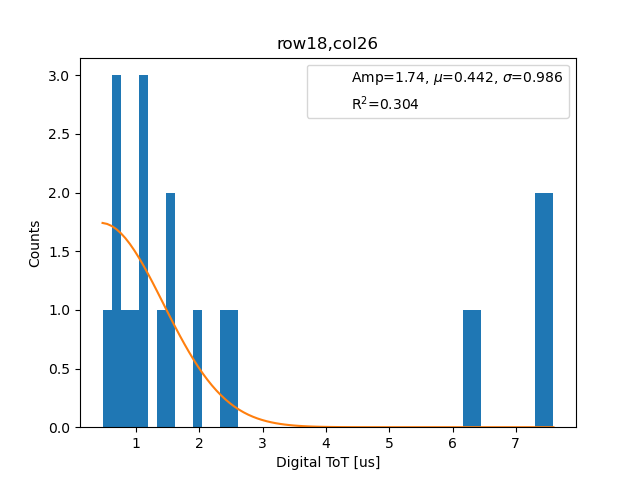 row18,col26
Amp=1.74, μ=0.442, σ=0.986
R²=0.304
Counts
3.0
2.5
2.0
1.5
1.0
0.5
0.0
1 2 3 4 5 6 7
Digital ToT [us]